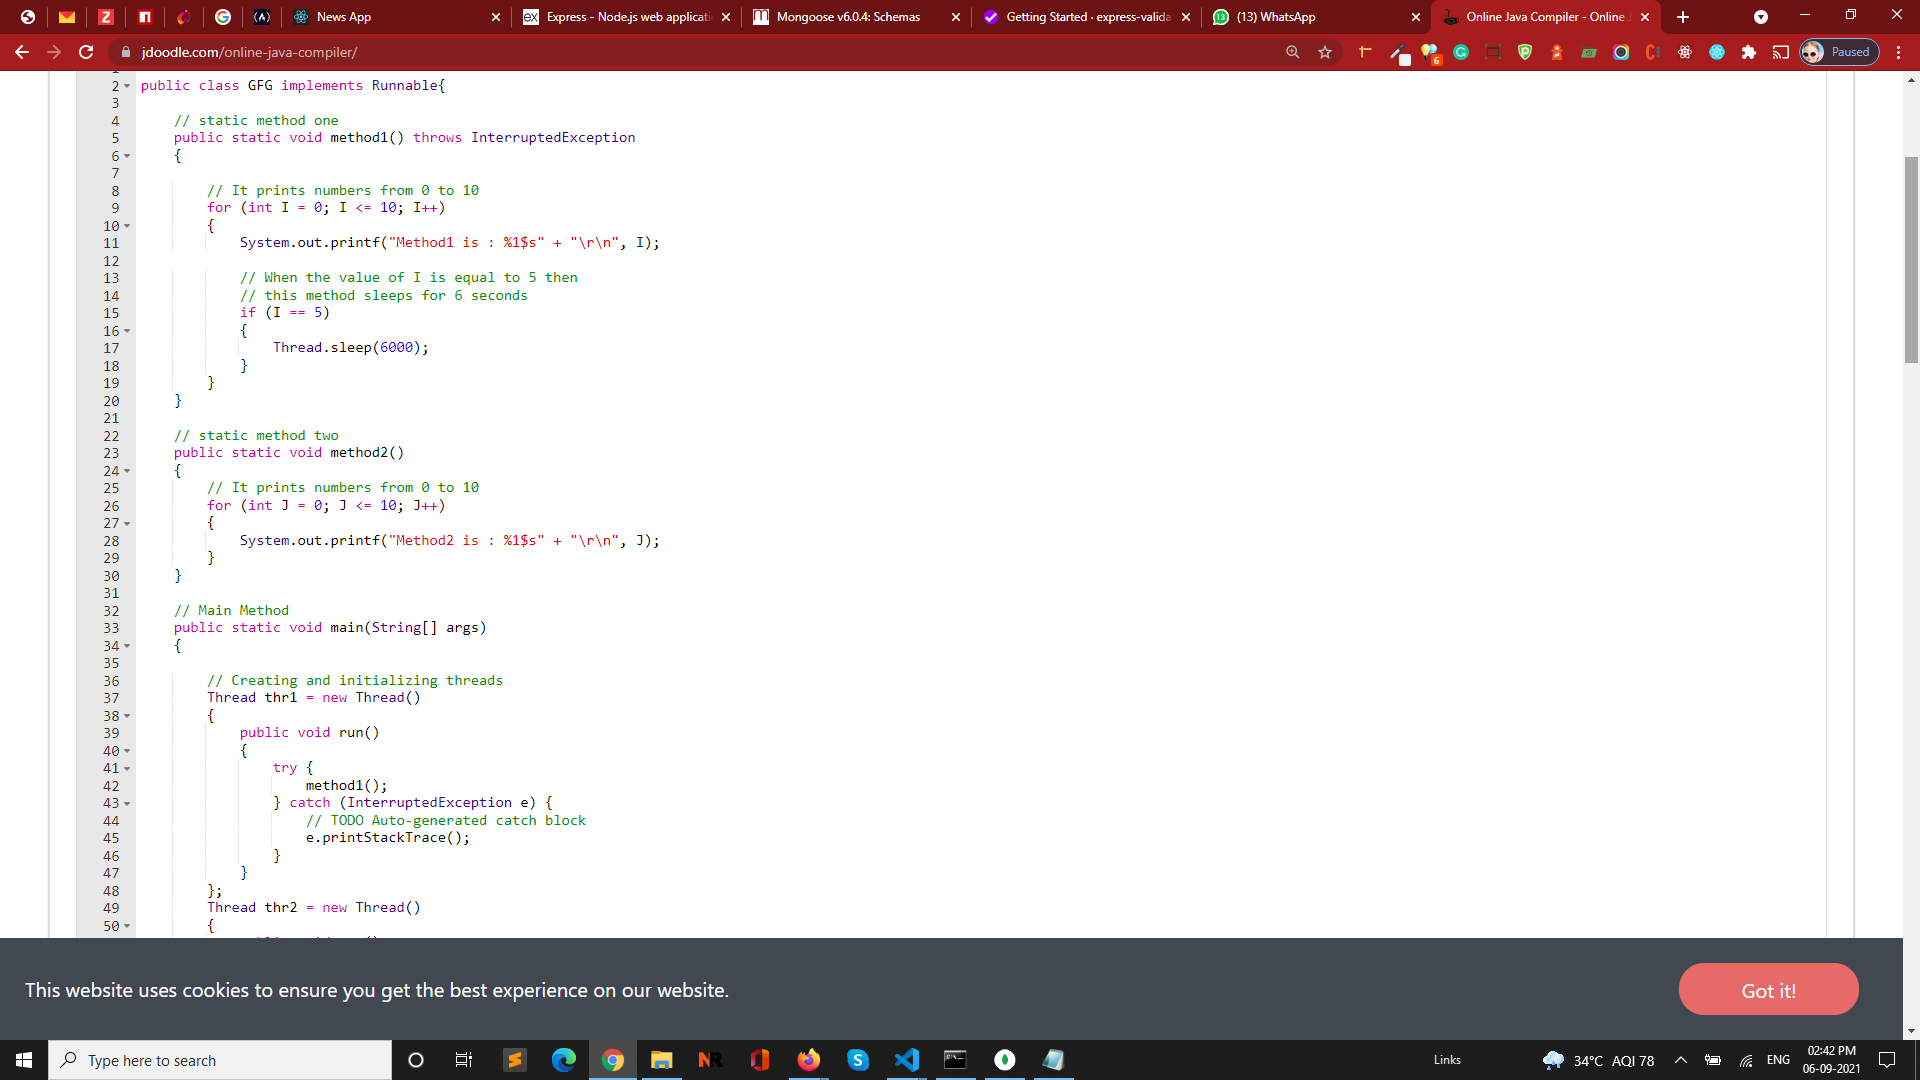 News App
Express - Node.js web applicati
Mongoose v6.0.4: Schemas
Getting Started · express-valida
(13) WhatsApp
Online Java Compiler - Online J
jdoodle.com/online-java-compiler/
Paused
2 public class GFG implements Runnable{
3
4 // static method one
5 public static void method1() throws InterruptedException
6 {
7
8 // It prints numbers from 0 to 10
9 for (int I = 0; I <= 10; I++)
10 {
11 System.out.printf("Method1 is : %1$s" + "\r\n", I);
12
13 // When the value of I is equal to 5 then
14 // this method sleeps for 6 seconds
15 if (I == 5)
16 {
17 Thread.sleep(6000);
18 }
19 }
20 }
21
22 // static method two
23 public static void method2()
24 {
25 // It prints numbers from 0 to 10
26 for (int J = 0; J <= 10; J++)
27 {
28 System.out.printf("Method2 is : %1$s" + "\r\n", J);
29 }
30 }
31
32 // Main Method
33 public static void main(String[] args)
34 {
35
36 // Creating and initializing threads
37 Thread thr1 = new Thread()
38 {
39 public void run()
40 {
41 try {
42 method1();
43 } catch (InterruptedException e) {
44 // TODO Auto-generated catch block
45 e.printStackTrace();
46 }
47 }
48 };
49 Thread thr2 = new Thread()
50 {
This website uses cookies to ensure you get the best experience on our website.
Got it!
Type here to search
Links
34°C AQI 78
ENG
02:42 PM
06-09-2021